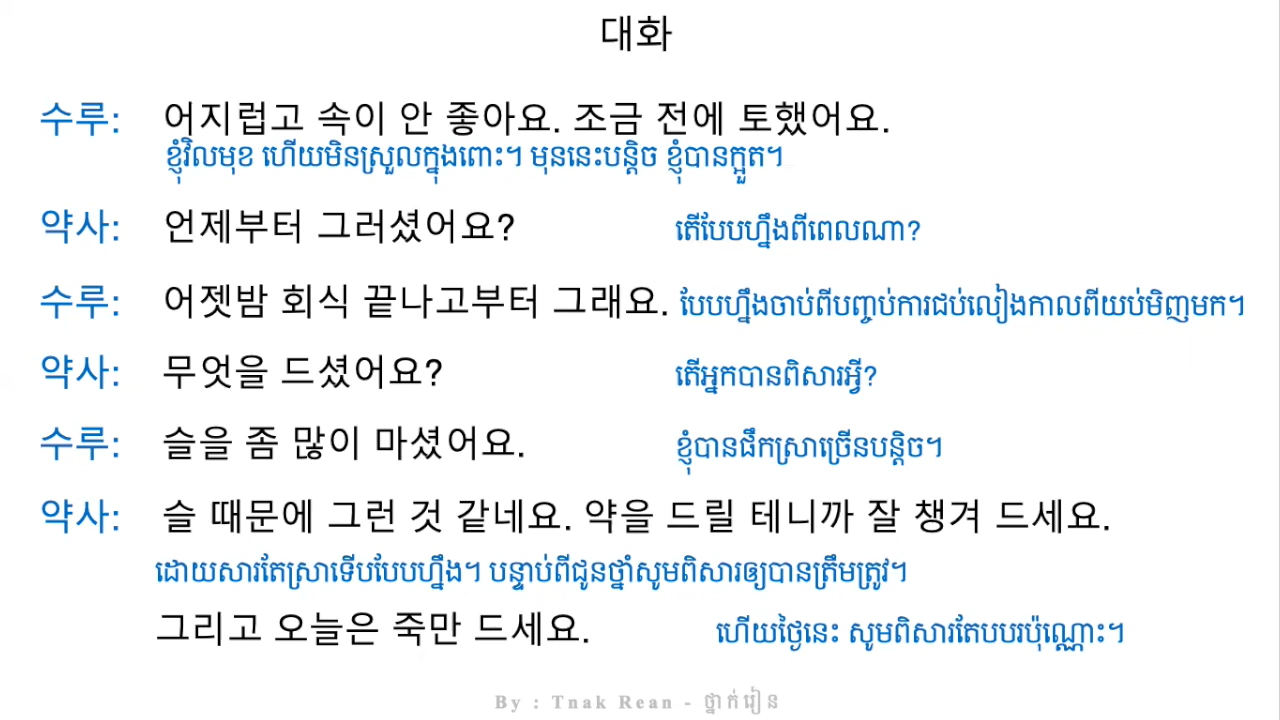 대화
수루: 어지럽고 속이 안 좋아요. 조금 전에 토했어요.
ខ្ញុំវិលមុខ ហើយមិនស្រួលក្នុងពោះ។ មុននេះបន្តិច ខ្ញុំបានក្អួត។
약사: 언제부터 그러셨어요? តើបែបហ្នឹងពីពេលណា?
수루: 어젯밤 회식 끝나고부터 그래요. បែបហ្នឹងចាប់ពីបញ្ចប់ការជប់លៀងកាលពីយប់មិញមក។
약사: 무엇을 드셨어요? តើអ្នកបានពិសារអ្វី?
수루: 슬을 좀 많이 마셨어요. ខ្ញុំបានផឹកស្រាច្រើនបន្តិច។
약사: 슬 때문에 그런 것 같네요. 약을 드릴 테니까 잘 챙겨 드세요.
ដោយសារតែស្រាទើបបែបហ្នឹង។ បន្ទាប់ពីជូនថ្នាំសូមពិសារឲ្យបានត្រឹមត្រូវ។
그리고 오늘은 죽만 드세요. ហើយថ្ងៃនេះ សូមពិសារតែបបរប៉ុណ្ណោះ។
By : Tnak Rean - ថ្នាក់រៀន